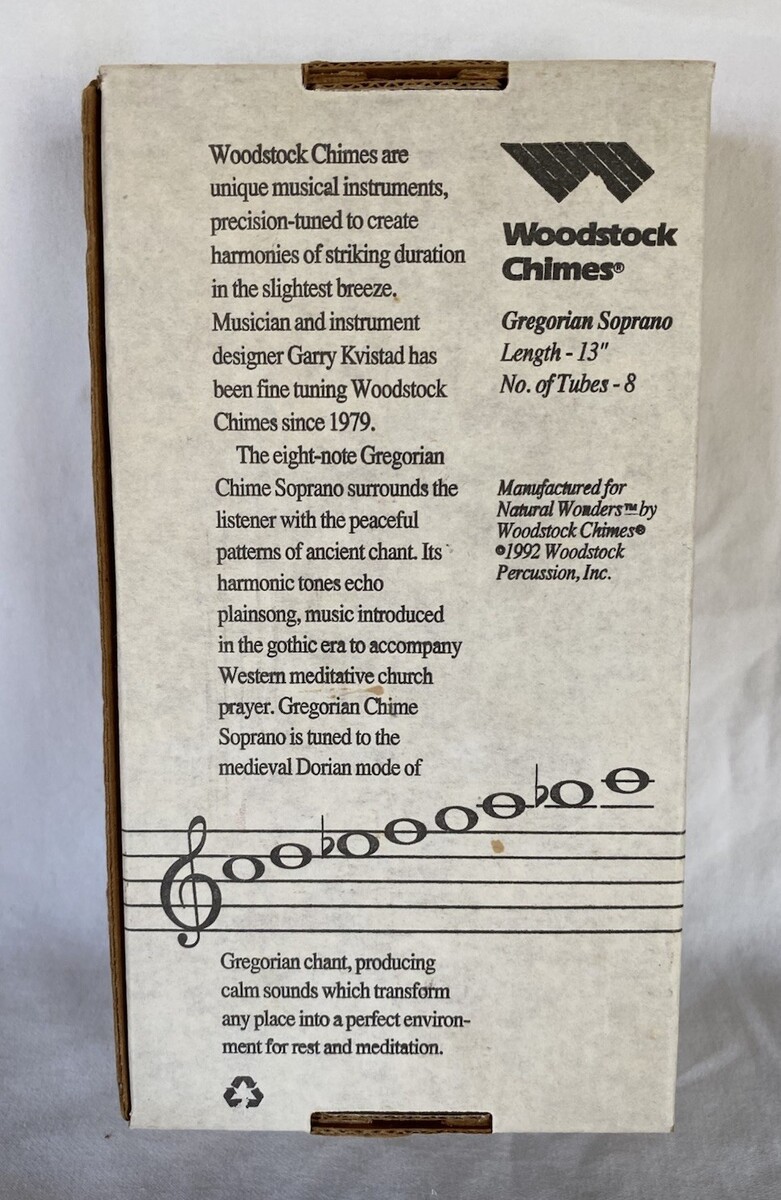 Woodstock Chimes are
unique musical instruments,
precision-tuned to create
harmonies of striking duration
in the slightest breeze.
Musician and instrument
designer Garry Kvistad has
been fine tuning Woodstock
Chimes since 1979.
The eight-note Gregorian
Chime Soprano surrounds the
listener with the peaceful
patterns of ancient chant. Its
harmonic tones echo
plainsong, music introduced
in the gothic era to accompany
Western meditative church
prayer. Gregorian Chime
Soprano is tuned to the
medieval Dorian mode of
Gregorian chant, producing
calm sounds which transform
any place into a perfect environ-
ment for rest and meditation.
Woodstock
Chimes®
Gregorian Soprano
Length - 13"
No. of Tubes - 8
Manufactured for
Natural Wonders™ by
Woodstock Chimes®
©1992 Woodstock
Percussion, Inc.